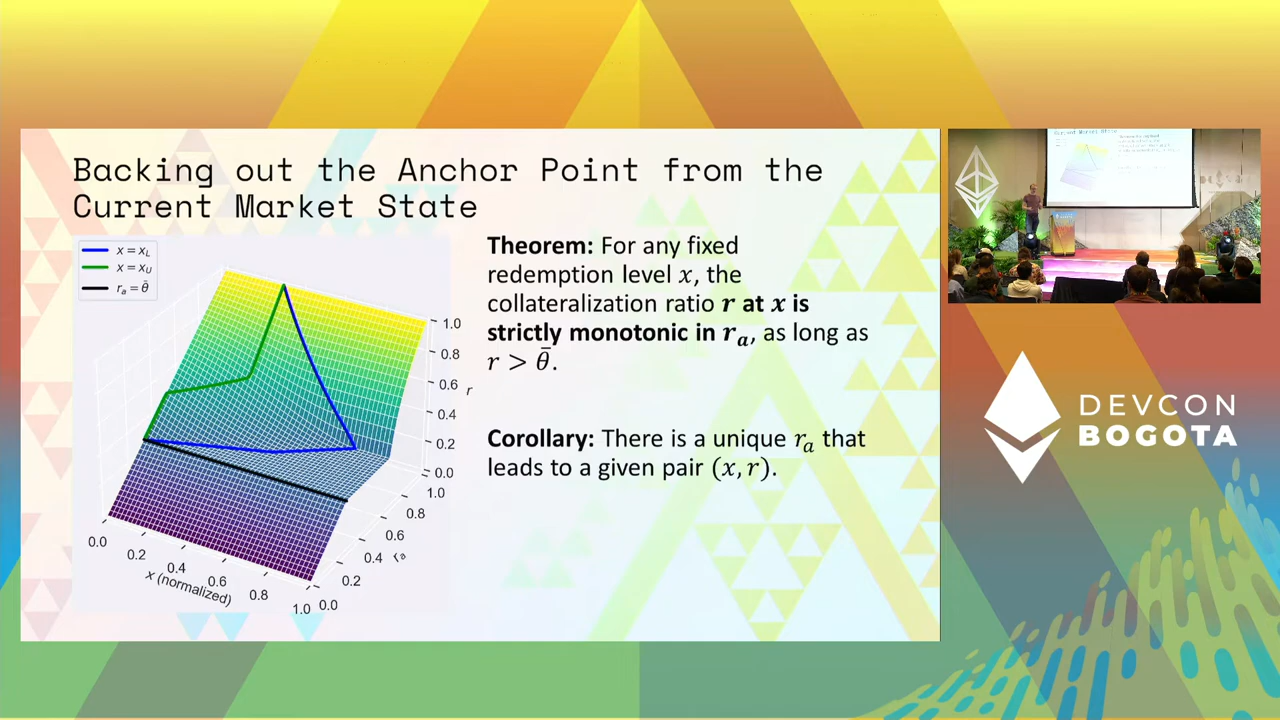 Backing out the Anchor Point from the
Current Market State
x = x_L
x = x_U
r_a = θ̄
1.0
0.8
0.6
r
0.4
0.2
0.0
1.0
0.8
0.6
0.4
r_a
0.2
0.0
0.0
0.2
0.4
0.6
0.8
1.0
x (normalized)
Theorem: For any fixed
redemption level x, the
collateralization ratio r at x is
strictly monotonic in r_a, as long as
r > θ̄.
Corollary: There is a unique r_a that
leads to a given pair (x, r).
DEVCON
BOGOTA